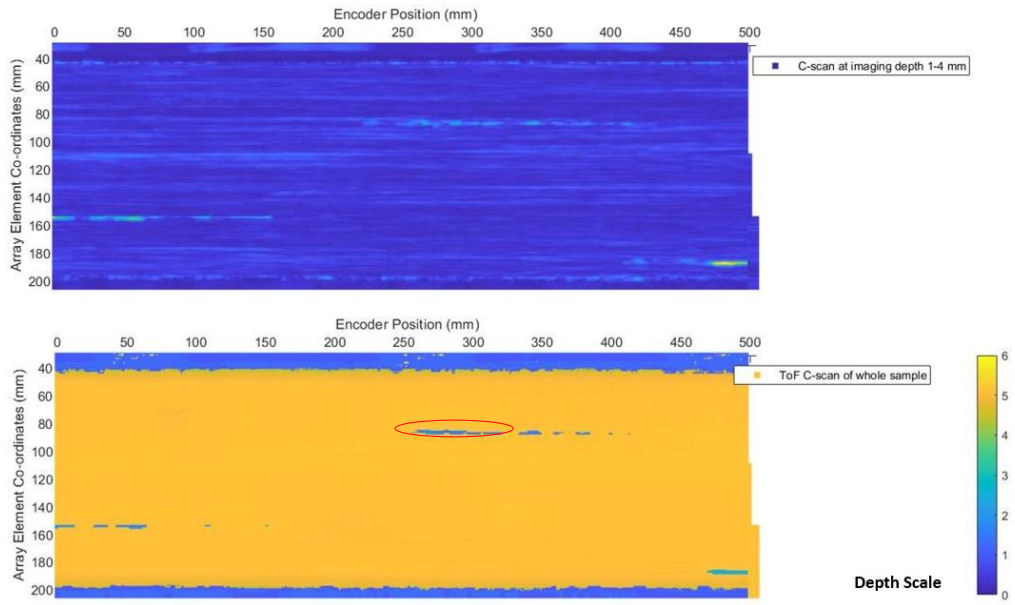 Encoder Position (mm)
0 50 100 150 200 250 300 350 400 450 500
Array Element Co-ordinates (mm)
40
60
80
100
120
140
160
180
200
C-scan at imaging depth 1-4 mm
Encoder Position (mm)
0 50 100 150 200 250 300 350 400 450 500
Array Element Co-ordinates (mm)
40
60
80
100
120
140
160
180
200
ToF C-scan of whole sample
6
5
4
3
2
1
0
Depth Scale